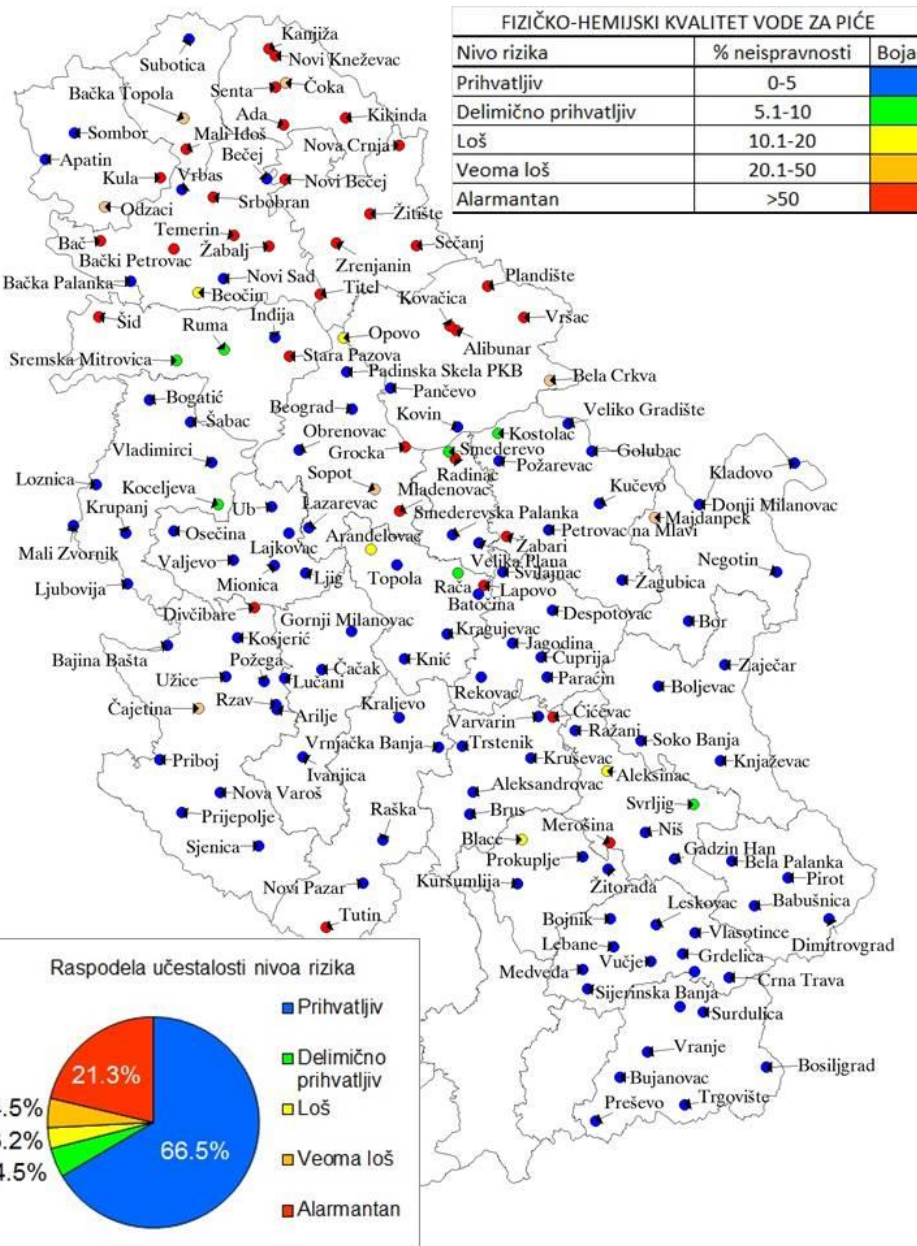 FIZIČKO-HEMIJSKI KVALITET VODE ZA PIĆE
Nivo rizika % neispravnosti Boja
Prihvatljiv 0-5
Delimično prihvatljiv 5.1-10
Loš 10.1-20
Veoma loš 20.1-50
Alarmantan >50
Subotica
Kanjiža
Novi Kneževac
Bačka Topola
Senta
Čoka
Sombor
Mali Iđoš
Ada
Kikinda
Apatin
Bečej
Nova Crnja
Kula
Vrbas
Novi Bečej
Srbobran
Odzaci
Žitište
Temerin
Bač
Žabalj
Sečanj
Bački Petrovac
Zrenjanin
Bačka Palanka
Novi Sad
Plandište
Beočin
Titel
Kovačica
Šid
Ruma
Inđija
Opovo
Vršac
Alibunar
Sremska Mitrovica
Stara Pazova
Padinska Skela PKB
Bela Crkva
Pančevo
Bogatić
Beograd
Kovin
Veliko Gradište
Šabac
Obrenovac
Kostolac
Grocka
Smederevo
Golubac
Vladimirci
Radinac
Požarevac
Kladovo
Loznica
Sopot
Koceljeva
Mladenovac
Kučevo
Krupanj
Ub
Lazarevac
Smederevska Palanka
Donji Milanovac
Majdanpek
Mali Zvornik
Osečina
Aranđelovac
Petrovac na Mlavi
Lajkovac
Žabari
Valjevo
Velika Plana
Negotin
Mionica
Ljig
Topola
Svilajnac
Ljubovija
Rača
Lapovo
Žagubica
Batočina
Divčibare
Gornji Milanovac
Despotovac
Bor
Kosjerić
Kragujevac
Jagodina
Bajina Bašta
Požega
Čačak
Knić
Cuprija
Zaječar
Užice
Lučani
Rekovac
Paraćin
Boljevac
Čajetina
Rzav
Arilje
Kraljevo
Varvarin
Ćićevac
Ražanj
Vrnjačka Banja
Trstenik
Soko Banja
Priboj
Ivanjica
Kruševac
Knjaževac
Aleksinac
Nova Varoš
Aleksandrovac
Svrljig
Prijepolje
Raška
Brus
Niš
Sjenica
Blace
Merošina
Gadzin Han
Prokuplje
Bela Palanka
Novi Pazar
Kuršumlija
Žitorađa
Pirot
Leskovac
Babušnica
Tutin
Bojnik
Vlasotince
Dimitrovgrad
Lebane
Grdelica
Vučje
Medveđa
Crna Trava
Sijerinska Banja
Surdulica
Vranje
Bosiljgrad
Bujanovac
Trgovište
Preševo
Raspodela učestalosti nivoa rizika
Prihvatljiv
Delimično
prihvatljiv
Loš
Veoma loš
Alarmantan
21.3%
4.5%
66.5%
4.5%